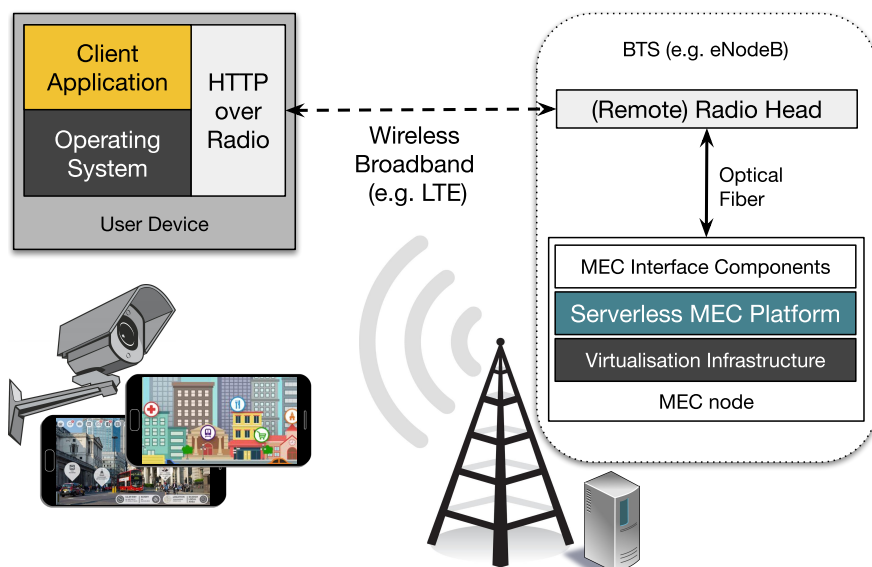 Client
Application
Operating
System
HTTP
over
Radio
User Device
Wireless
Broadband
(e.g. LTE)
BTS (e.g. eNodeB)
(Remote) Radio Head
Optical
Fiber
MEC Interface Components
Serverless MEC Platform
Virtualisation Infrastructure
MEC node